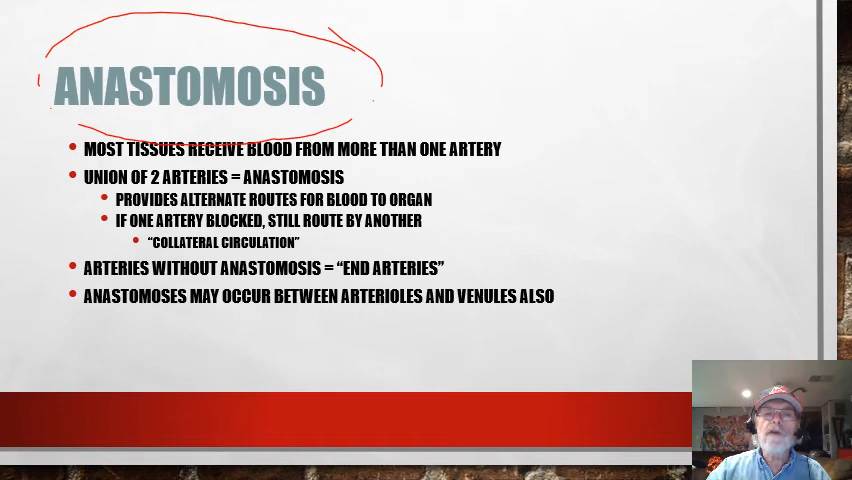 ANASTOMOSIS
MOST TISSUES RECEIVE BLOOD FROM MORE THAN ONE ARTERY
UNION OF 2 ARTERIES = ANASTOMOSIS
PROVIDES ALTERNATE ROUTES FOR BLOOD TO ORGAN
IF ONE ARTERY BLOCKED, STILL ROUTE BY ANOTHER
“COLLATERAL CIRCULATION”
ARTERIES WITHOUT ANASTOMOSIS = “END ARTERIES”
ANASTOMOSES MAY OCCUR BETWEEN ARTERIOLES AND VENULES ALSO